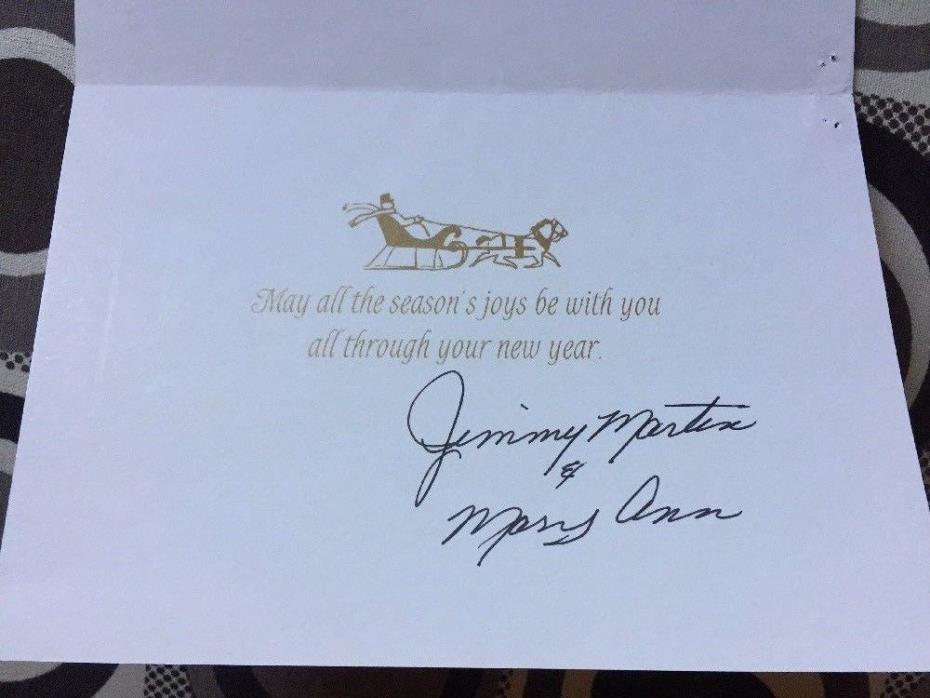 May all the season's joys be with you
all through your new year.
Jimmy Martin
&
Mary Ann